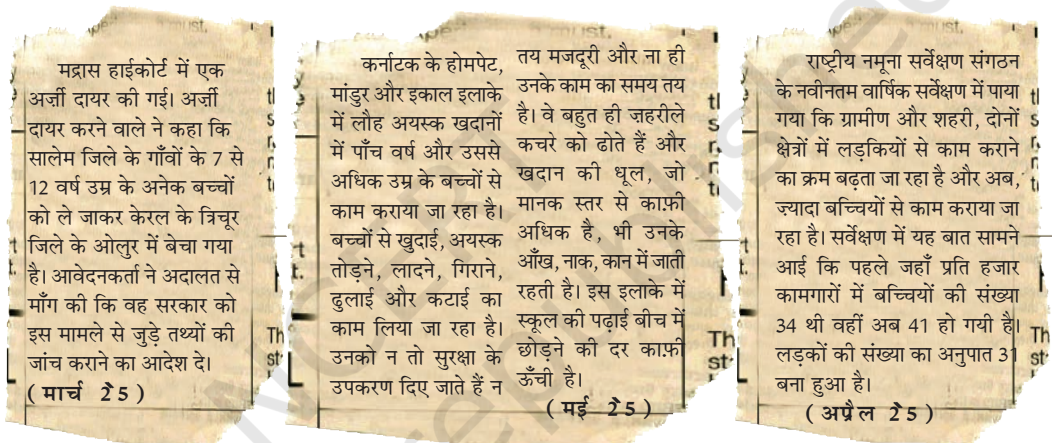 मद्रास हाईकोर्ट में एक
अर्ज़ी दायर की गई। अर्ज़ी
दायर करने वाले ने कहा कि
सालेम जिले के गाँवों के 7 से
12 वर्ष उम्र के अनेक बच्चों
को ले जाकर केरल के त्रिचूर
जिले के ओलुर में बेचा गया
है। आवेदनकर्ता ने अदालत से
माँग की कि वह सरकार को
इस मामले से जुड़े तथ्यों की
जांच कराने का आदेश दे।
( मार्च 25 )
कर्नाटक के होमपेट,
मांडुर और इकाल इलाके
में लौह अयस्क खदानों
में पाँच वर्ष और उससे
अधिक उम्र के बच्चों से
काम कराया जा रहा है।
बच्चों से खुदाई, अयस्क
तोड़ने, लादने, गिराने,
ढुलाई और कटाई का
काम लिया जा रहा है।
उनको न तो सुरक्षा के
उपकरण दिए जाते हैं न
तय मजदूरी और ना ही
उनके काम का समय तय
है। वे बहुत ही जहरीले
कचरे को ढोते हैं और
खदान की धूल, जो
मानक स्तर से काफ़ी
अधिक है, भी उनके
आँख, नाक, कान में जाती
रहती है। इस इलाके में
स्कूल की पढ़ाई बीच में
छोड़ने की दर काफ़ी
ऊँची है।
( मई 25 )
राष्ट्रीय नमूना सर्वेक्षण संगठन
के नवीनतम वार्षिक सर्वेक्षण में पाया
गया कि ग्रामीण और शहरी, दोनों
क्षेत्रों में लड़कियों से काम कराने
का क्रम बढ़ता जा रहा है और अब,
ज्यादा बच्चियों से काम कराया जा
रहा है। सर्वेक्षण में यह बात सामने
आई कि पहले जहाँ प्रति हजार
कामगारों में बच्चियों की संख्या
34 थी वहीं अब 41 हो गयी है।
लड़कों की संख्या का अनुपात 31
बना हुआ है।
( अप्रैल 25 )